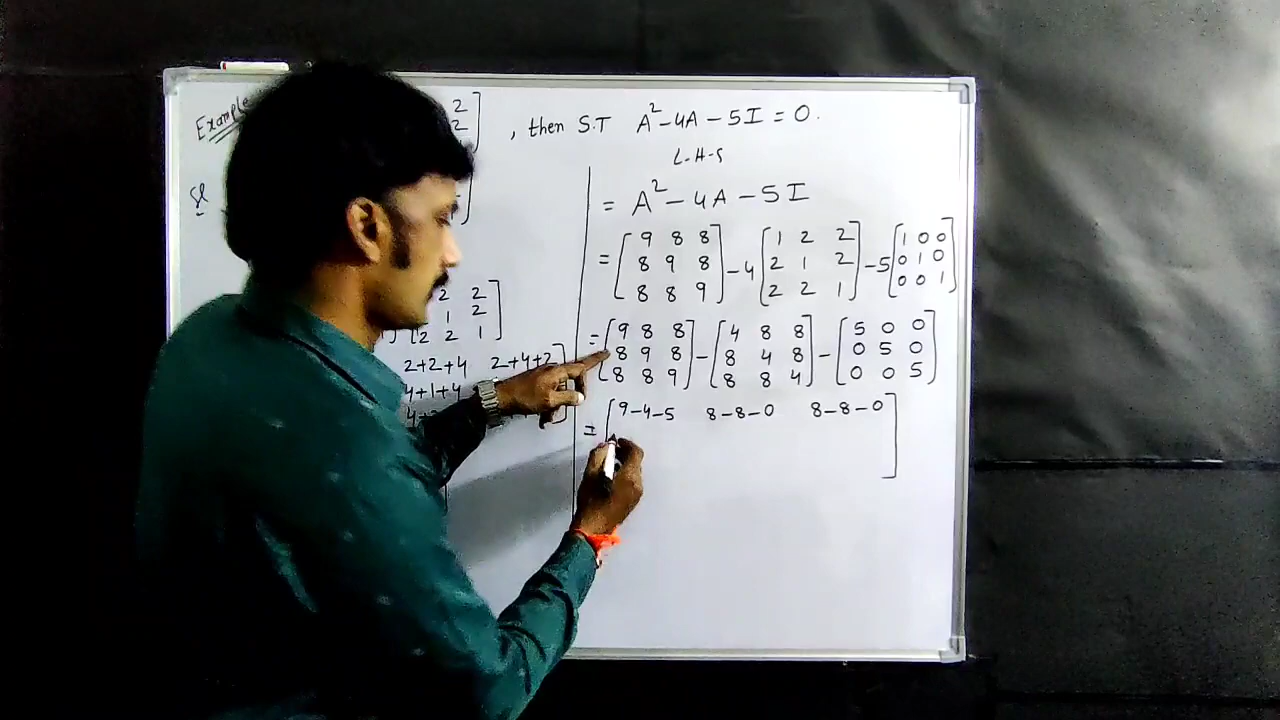 Example 2
2 , then S.T A²-4A-5I=0.
L-H-S
Sol
= A²-4A-5I
= [9 8 8 [1 2 2 [1 0 0
8 9 8 -4 2 1 2 -5 0 1 0
8 8 9] 2 2 1] 0 0 1]
2 2
1 2
2 2 1]
2+2+4 2+4+2
4+1+4
= [9 8 8 [4 8 8 [5 0 0
8 9 8 - 8 4 8 - 0 5 0
8 8 9] 8 8 4] 0 0 5]
= [9-4-5 8-8-0 8-8-0]